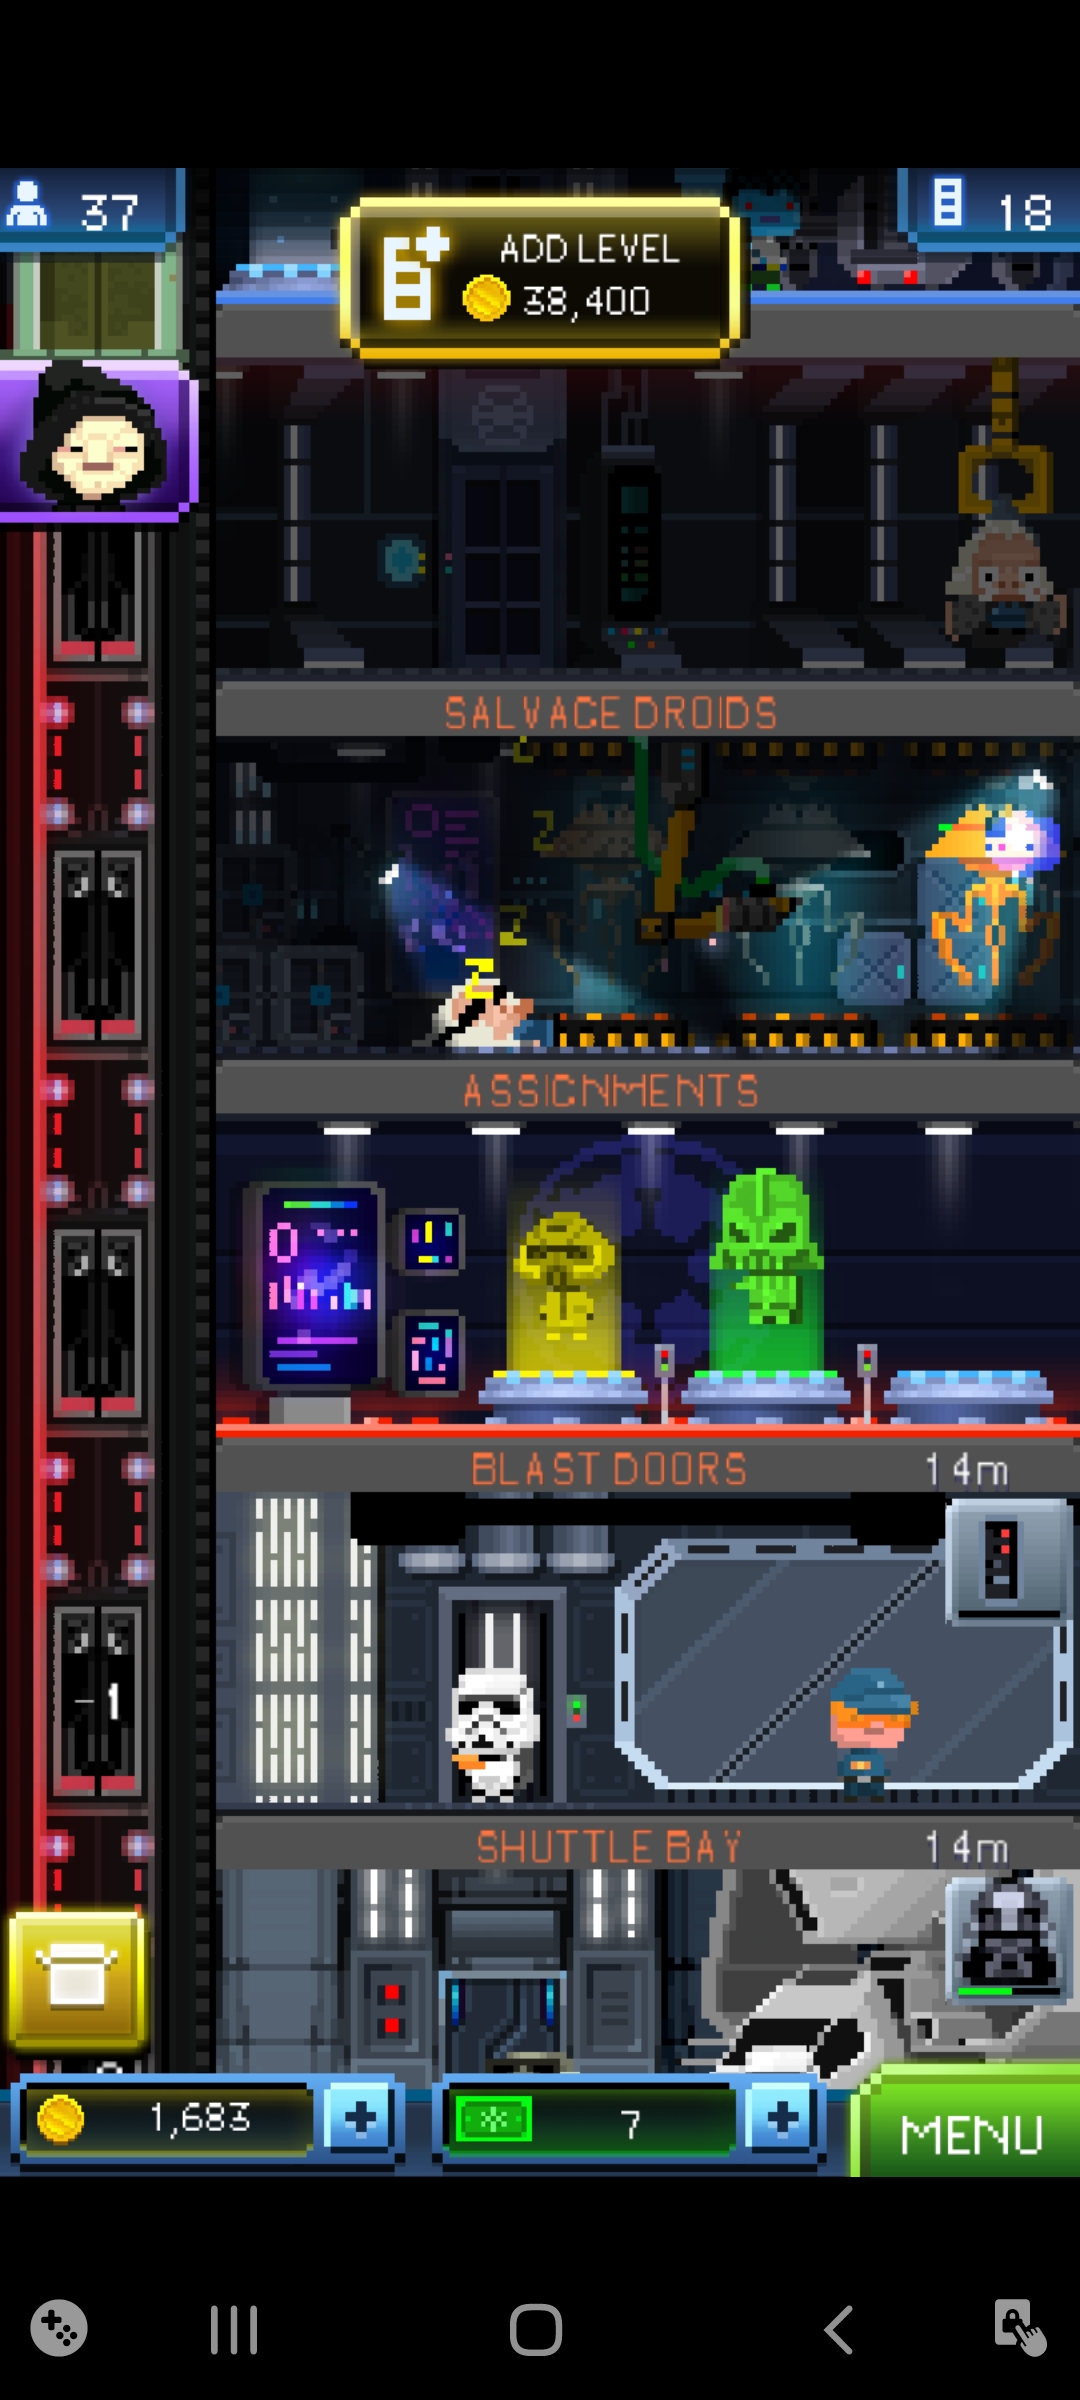 37
ADD LEVEL
38,400
18
SALVAGE DROIDS
Z
Z
Z
Z
ASSIGNMENTS
BLAST DOORS 14m
-1
SHUTTLE BAY 14m
1,683
7
MENU